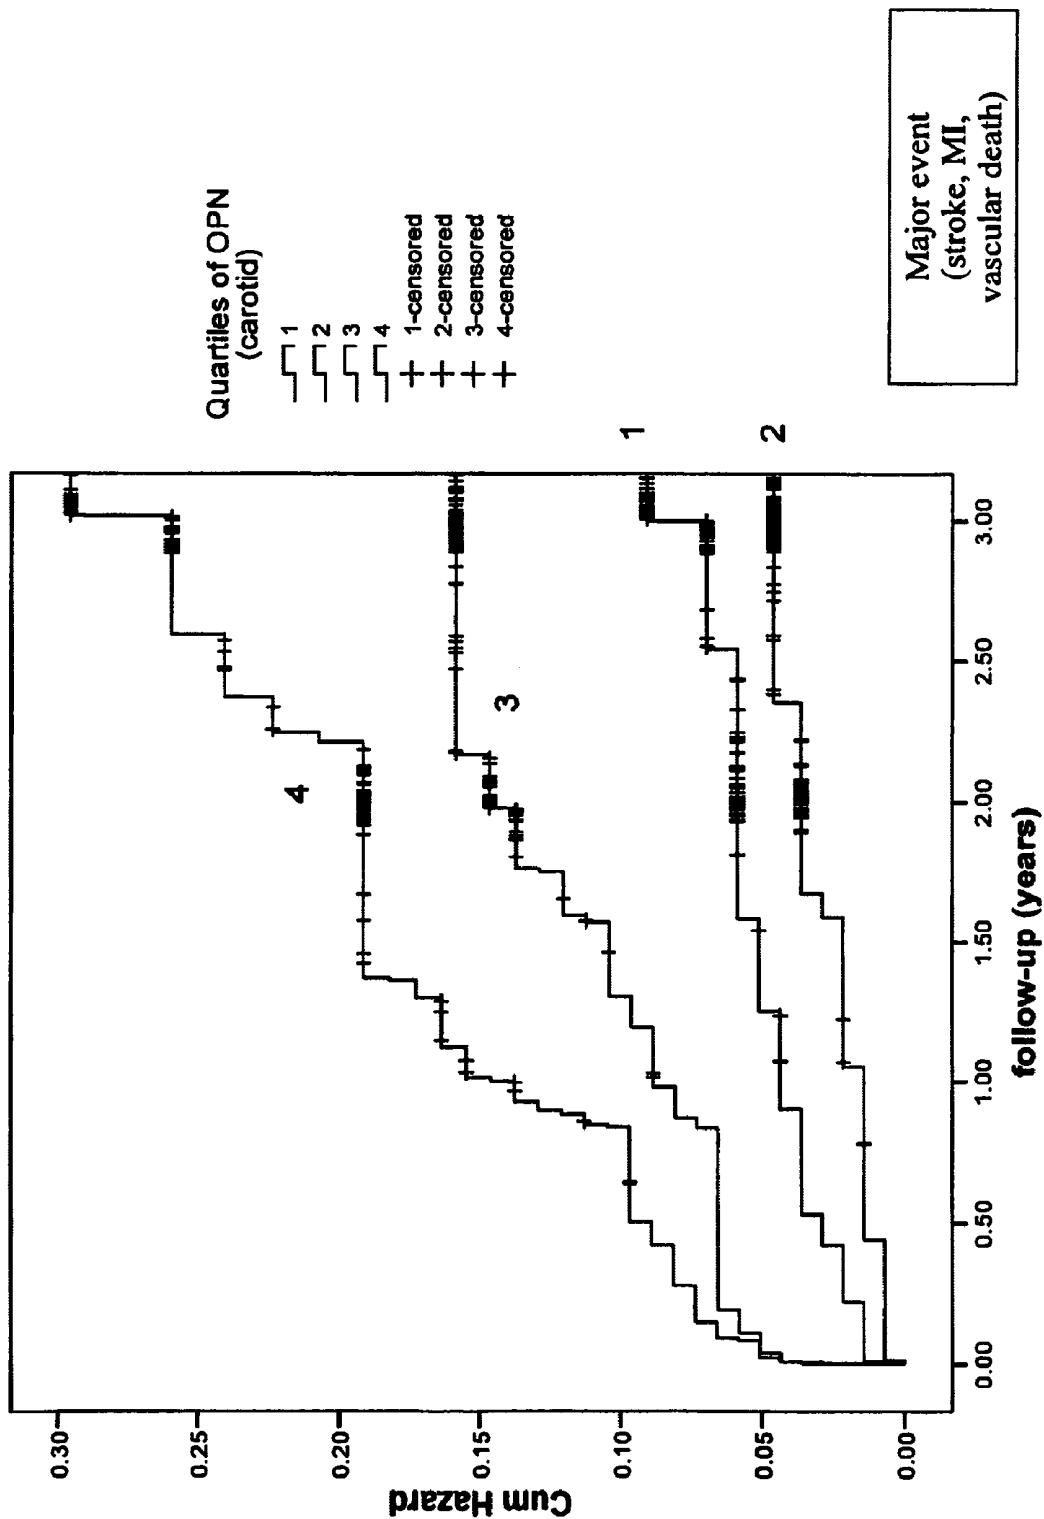 Cum Hazard
0.30
0.25
0.20
0.15
0.10
0.05
0.00
0.00
0.50
1.00
1.50
2.00
2.50
3.00
follow-up (years)
4
3
1
2
Quartiles of OPN
(carotid)
1
2
3
4
1-censored
2-censored
3-censored
4-censored
Major event
(stroke, MI,
vascular death)